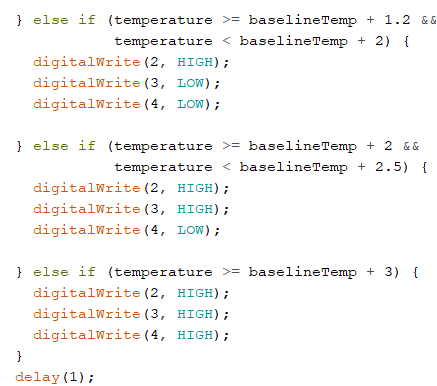 } else if (temperature >= baselineTemp + 1.2 &&
temperature < baselineTemp + 2) {
digitalWrite(2, HIGH);
digitalWrite(3, LOW);
digitalWrite(4, LOW);

} else if (temperature >= baselineTemp + 2 &&
temperature < baselineTemp + 2.5) {
digitalWrite(2, HIGH);
digitalWrite(3, HIGH);
digitalWrite(4, LOW);

} else if (temperature >= baselineTemp + 3) {
digitalWrite(2, HIGH);
digitalWrite(3, HIGH);
digitalWrite(4, HIGH);
}
delay(1);